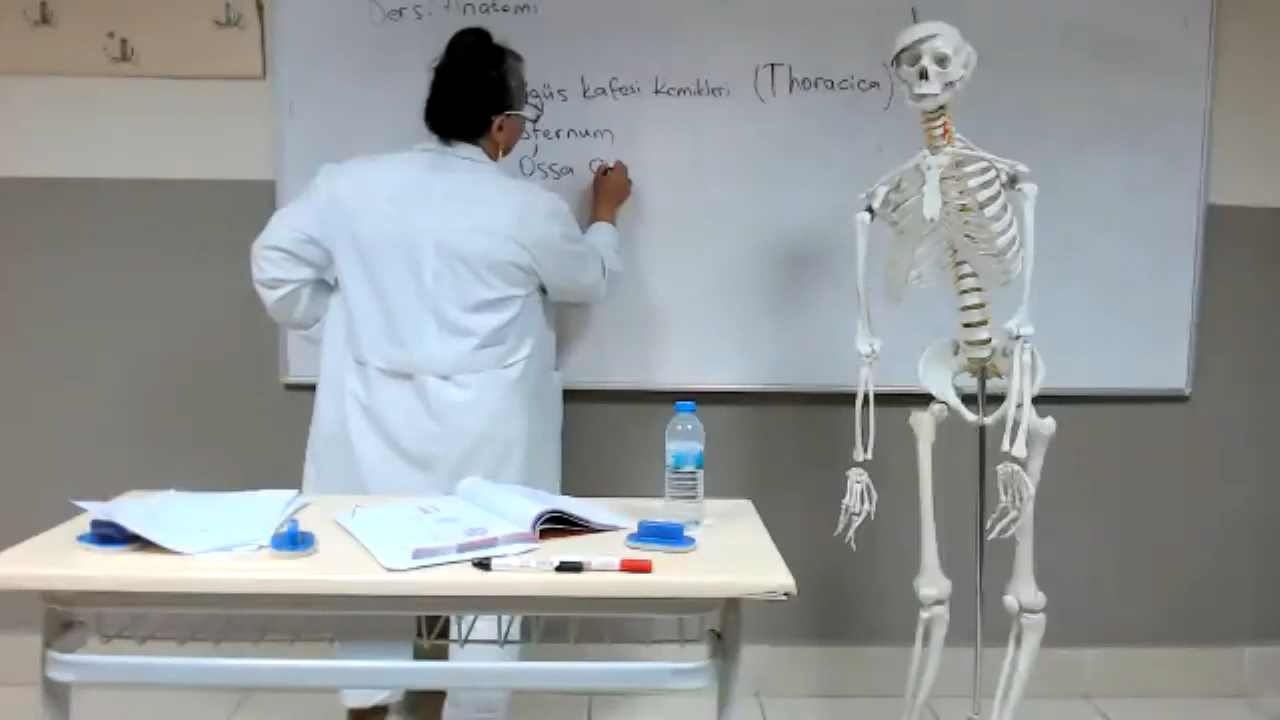 Ders: Anatomi
ğüs kafesi kemikleri (Thoracica)
Sternum
Ossa